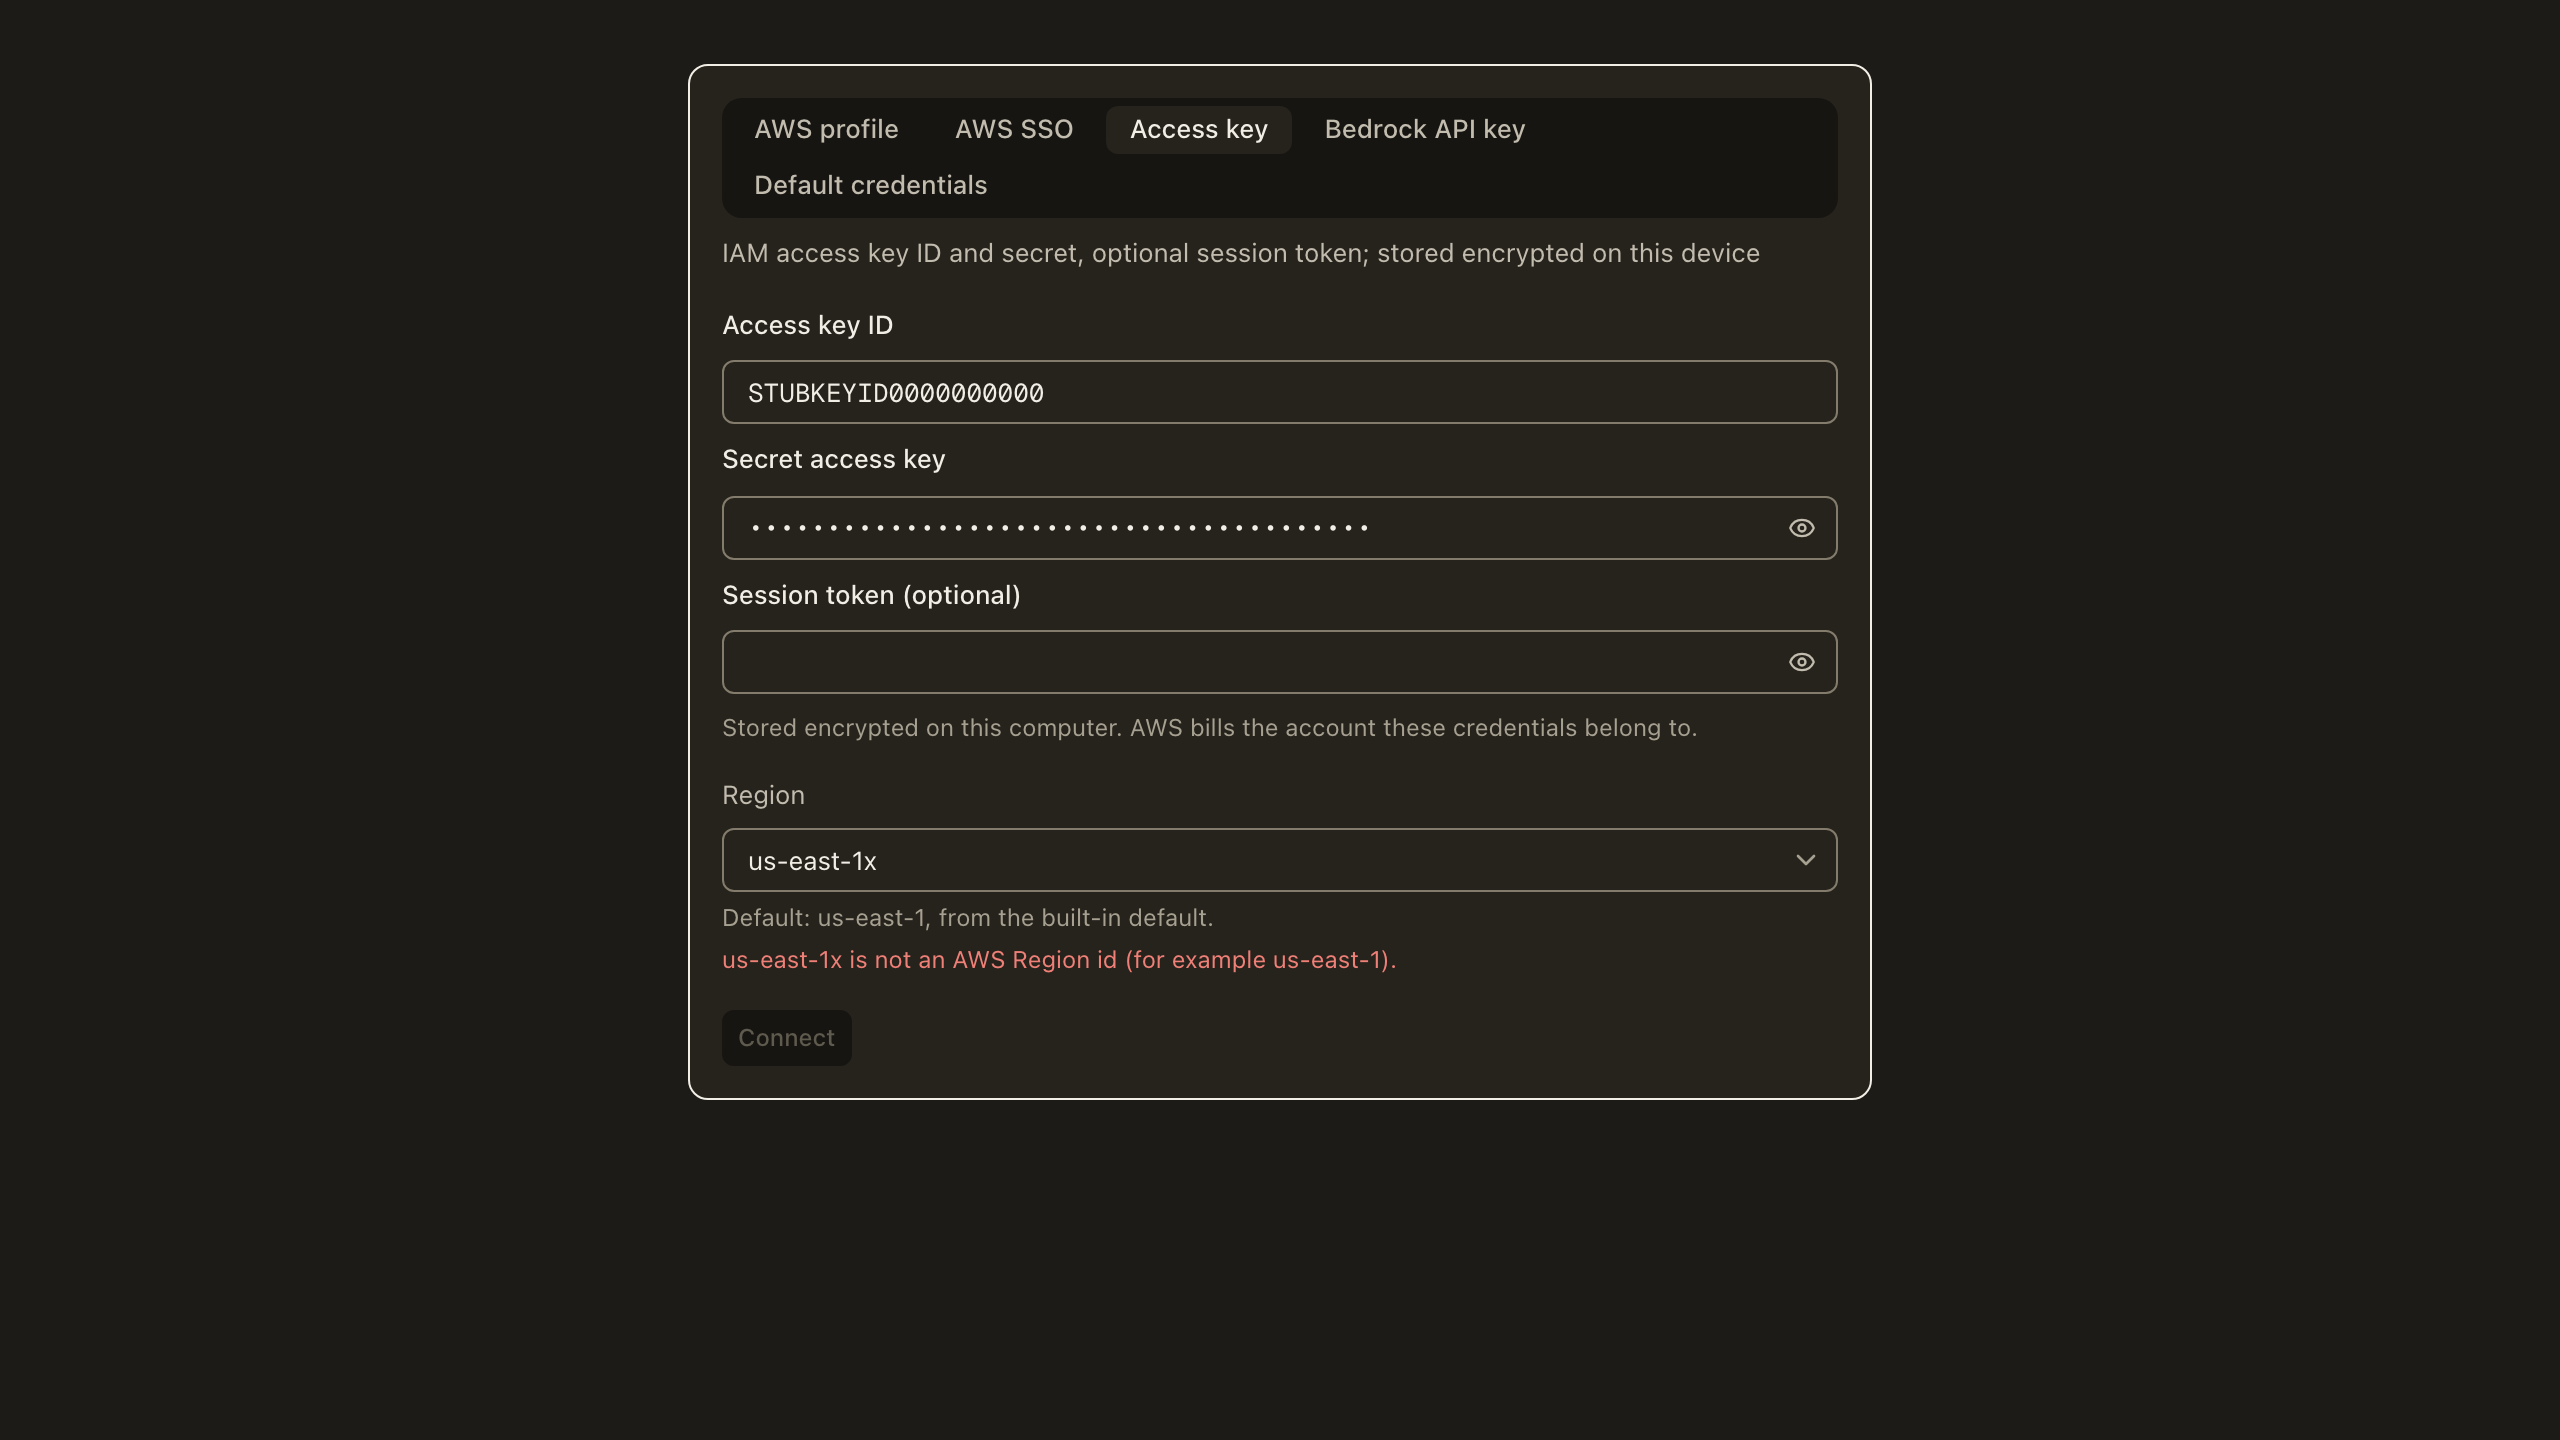 AWS profile AWS SSO Access key Bedrock API key
Default credentials
IAM access key ID and secret, optional session token; stored encrypted on this device
Access key ID
STUBKEYID0000000000
Secret access key
••••••••••••••••••••••••••••••••••••••••
Session token (optional)
Stored encrypted on this computer. AWS bills the account these credentials belong to.
Region
us-east-1x
Default: us-east-1, from the built-in default.
us-east-1x is not an AWS Region id (for example us-east-1).
Connect